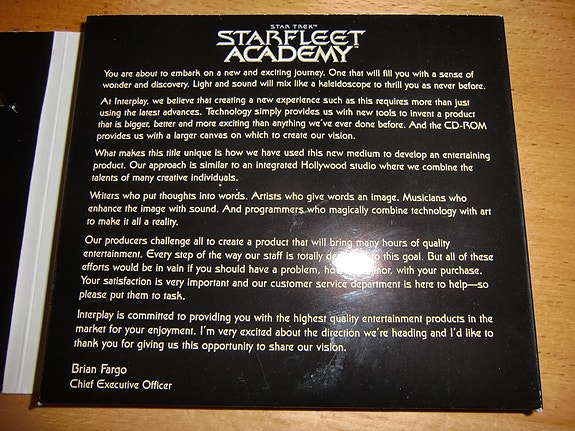 STAR TREK™
STARFLEET
ACADEMY™
You are about to embark on a new and exciting journey. One that will fill you with a sense of
wonder and discovery. Light and sound will mix like a kaleidoscope to thrill you as never before.
At Interplay, we believe that creating a new experience such as this requires more than just
using the latest advances. Technology simply provides us with new tools to invent a product
that is bigger, better and more exciting than anything we've ever done before. And the CD-ROM
provides us with a larger canvas on which to create our vision.
What makes this title unique is how we have used this new medium to develop an entertaining
product. Our approach is similar to an integrated Hollywood studio where we combine the
talents of many creative individuals.
Writers who put thoughts into words. Artists who give words an image. Musicians who
enhance the image with sound. And programmers who magically combine technology with art
to make it all a reality.
Our producers challenge all to create a product that will bring many hours of quality
entertainment. Every step of the way our staff is totally to this goal. But all of these
efforts would be in vain if you should have a problem, with your purchase.
Your satisfaction is very important and our customer service department is here to help—so
please put them to task.
Interplay is committed to providing you with the highest quality entertainment products in the
market for your enjoyment. I'm very excited about the direction we're heading and I'd like to
thank you for giving us this opportunity to share our vision.
Brian Fargo
Chief Executive Officer